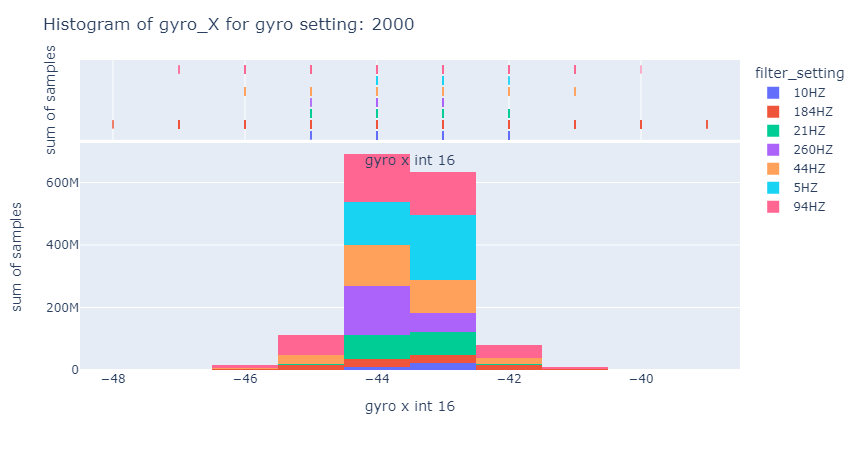 Histogram of gyro_X for gyro setting: 2000
sum of samples
filter_setting
10HZ
184HZ
21HZ
260HZ
44HZ
5HZ
94HZ
gyro x int 16
sum of samples
600M
400M
200M
0
−48
−46
−44
−42
−40
gyro x int 16